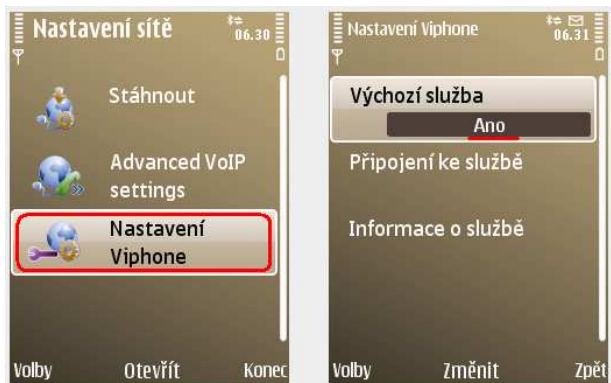 Nastavení sítě
06.30
Stáhnout
Advanced VoIP
settings
Nastavení
Viphone
Volby Otevřít Konec
Nastavení Viphone
06.31
Výchozí služba
Ano
Připojení ke službě
Informace o službě
Volby Změnit Zpět